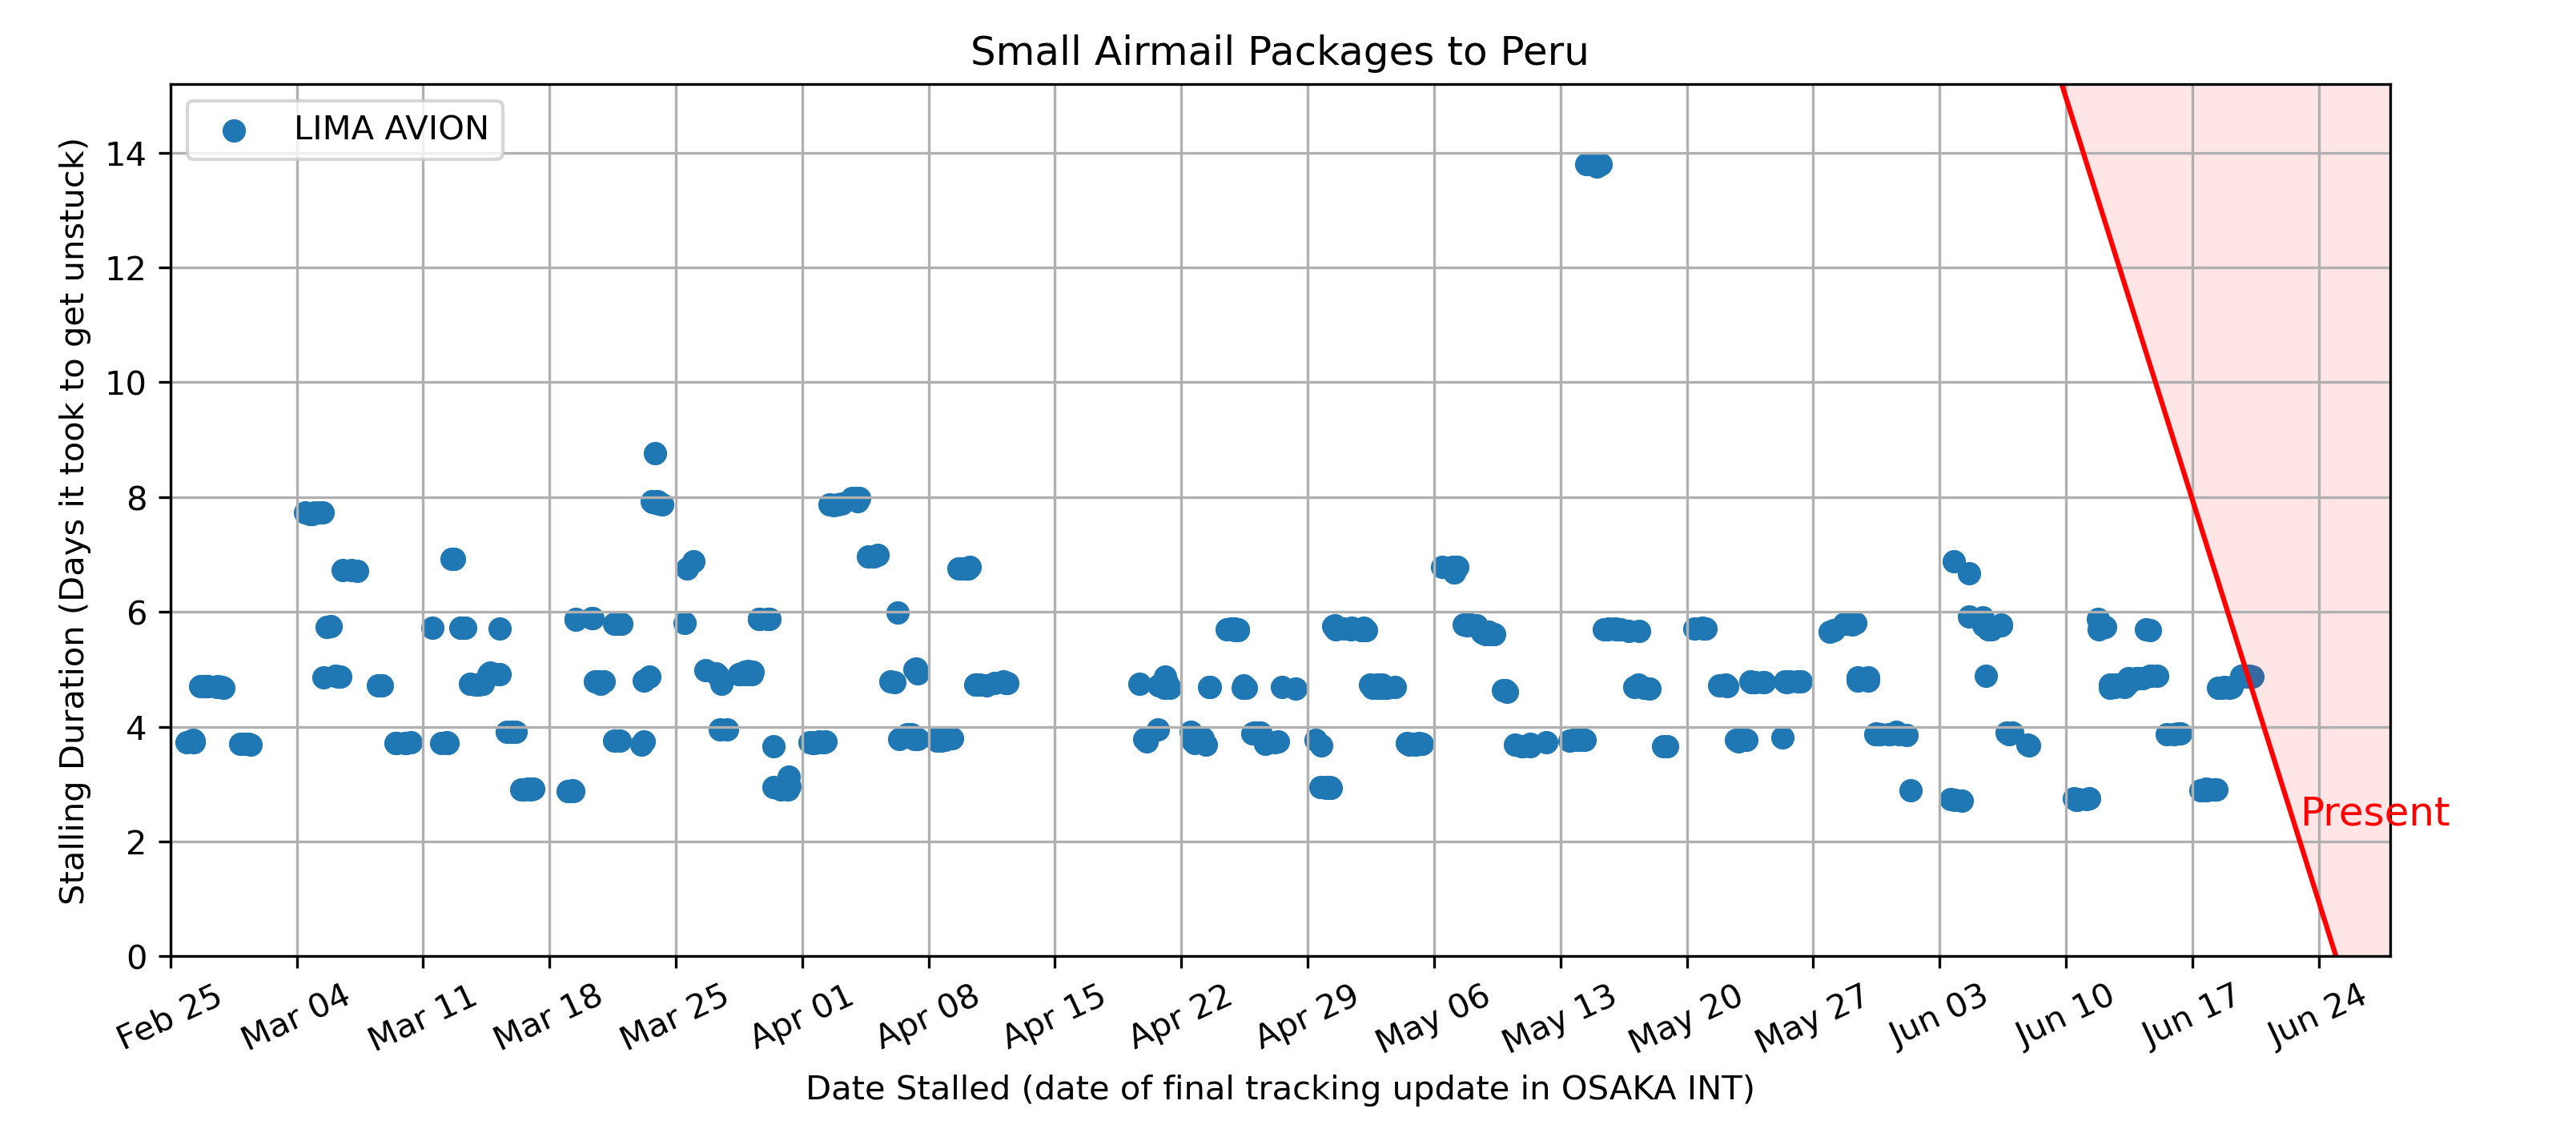 Small Airmail Packages to Peru
LIMA AVION
Stalling Duration (Days it took to get unstuck)
14
12
10
8
6
4
2
0
Present
Feb 25
Mar 04
Mar 11
Mar 18
Mar 25
Apr 01
Apr 08
Apr 15
Apr 22
Apr 29
May 06
May 13
May 20
May 27
Jun 03
Jun 10
Jun 17
Jun 24
Date Stalled (date of final tracking update in OSAKA INT)